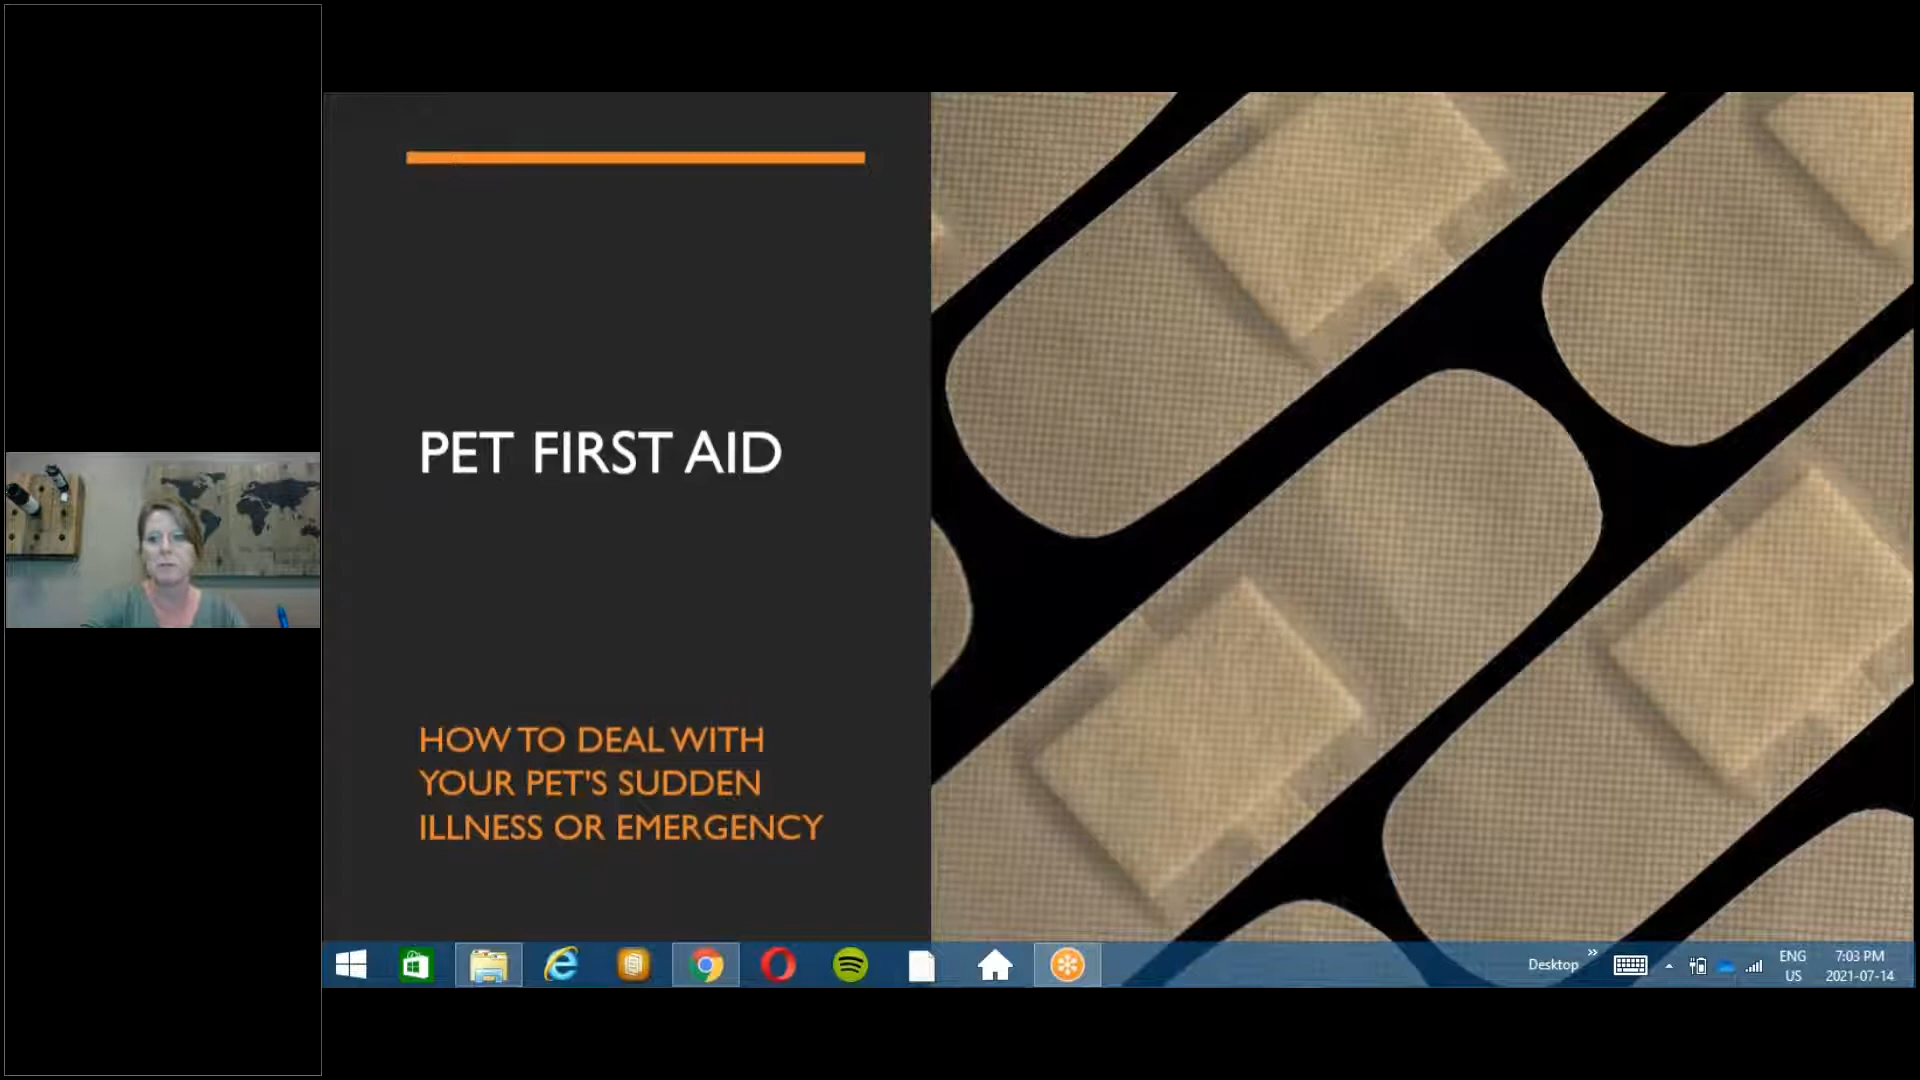 PET FIRST AID
HOW TO DEAL WITH
YOUR PET'S SUDDEN
ILLNESS OR EMERGENCY
Desktop
ENG
US
7:03 PM
2021-07-14